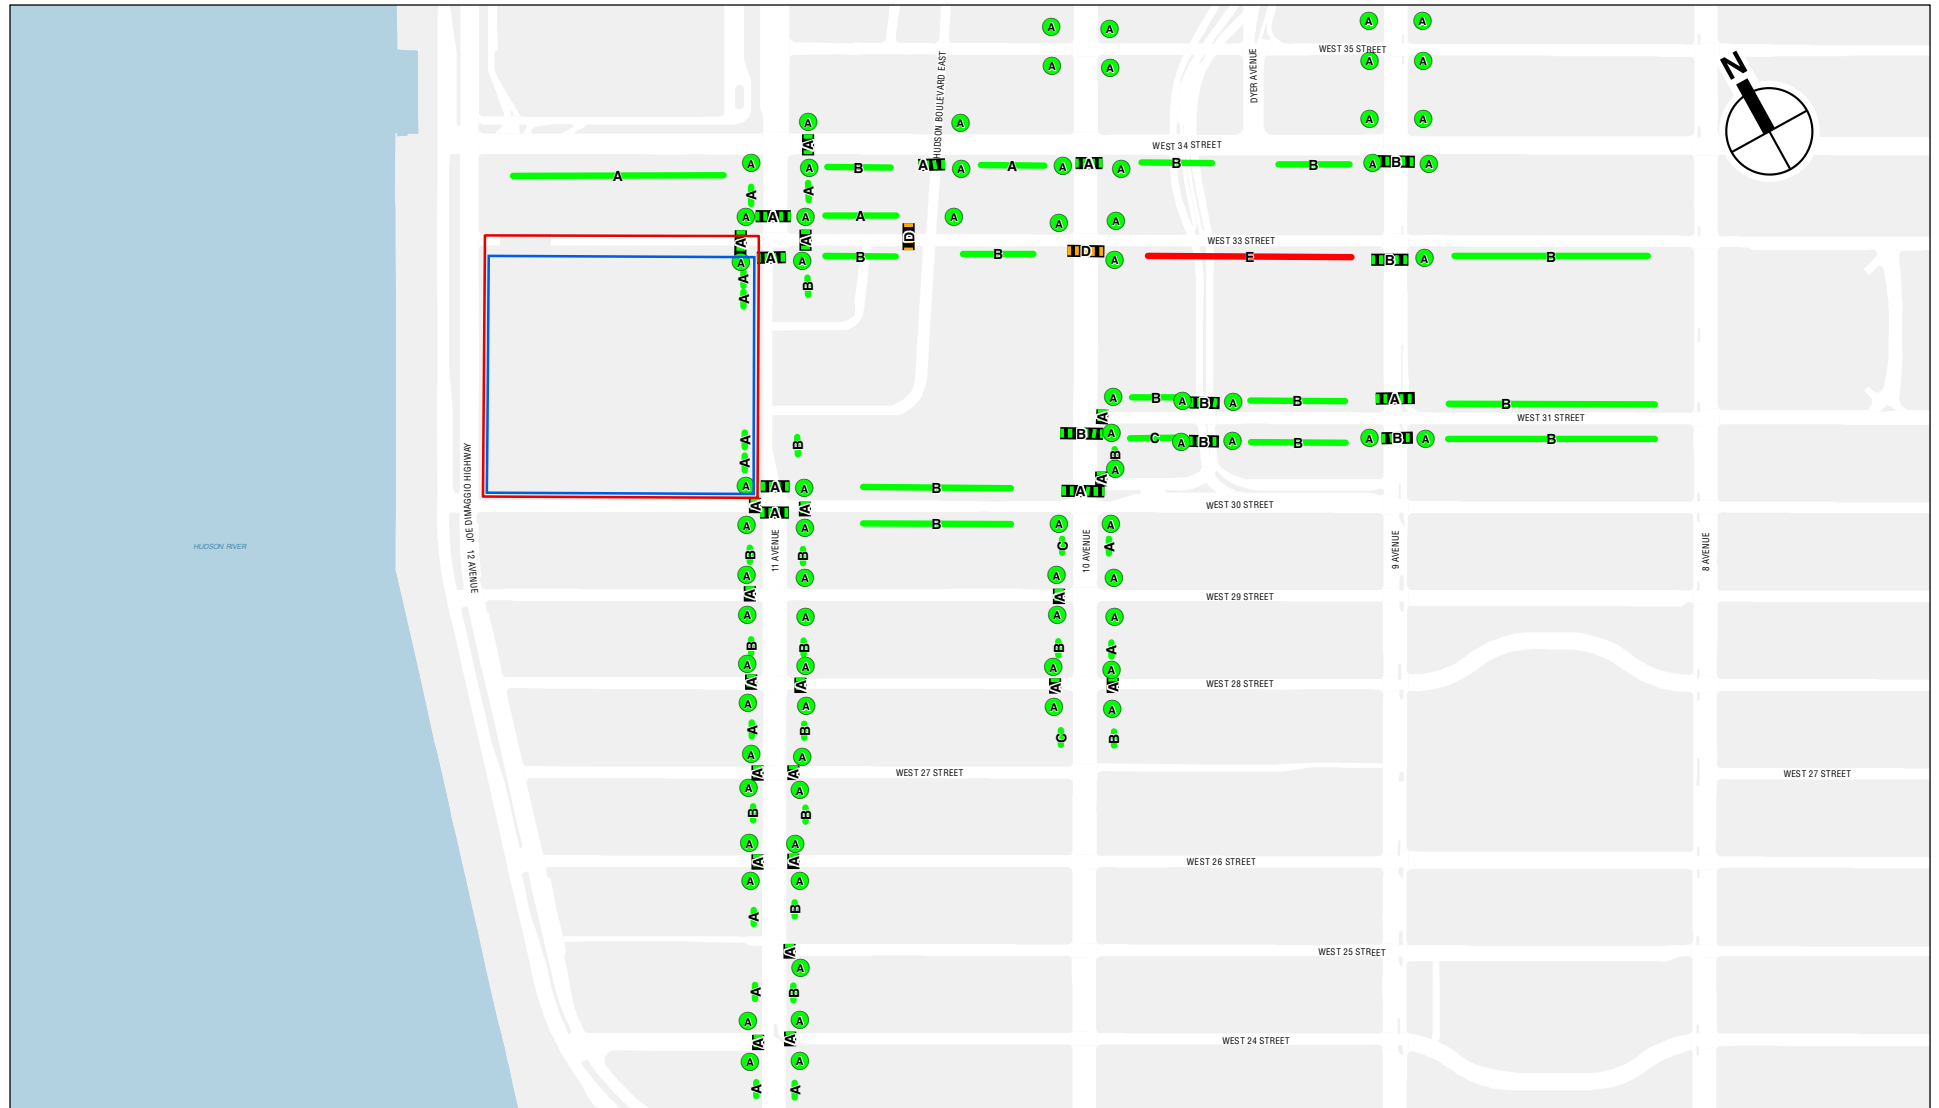 A A
WEST 35 STREET
A A
A A
HUDSON BOULEVARD EAST
DYER AVENUE
N
A A A A
A
WEST 34 STREET
A A B A A A A A A B B A B A
A
A A
A A A A A A A
A A D WEST 33 STREET
A A A B B D A E B A B
A A B
A B A B A B A B
A WEST 31 STREET
A B B A C A B A B A B A B
A B A
A A A B A A
A A WEST 30 STREET
A A A B A A
JOE DIMAGGIO HIGHWAY
12 AVENUE
11 AVENUE
10 AVENUE
9 AVENUE
8 AVENUE
HUDSON RIVER
B B C A
A A A A
A A WEST 29 STREET
A A A A
B B B A
A A A A
A A A A WEST 28 STREET
A A A A
A B C B
A A
A A WEST 27 STREET WEST 27 STREET
A A
B B
A A
A A WEST 26 STREET
A A
A B
A WEST 25 STREET
A
A B
A A
A A WEST 24 STREET
A A
A A